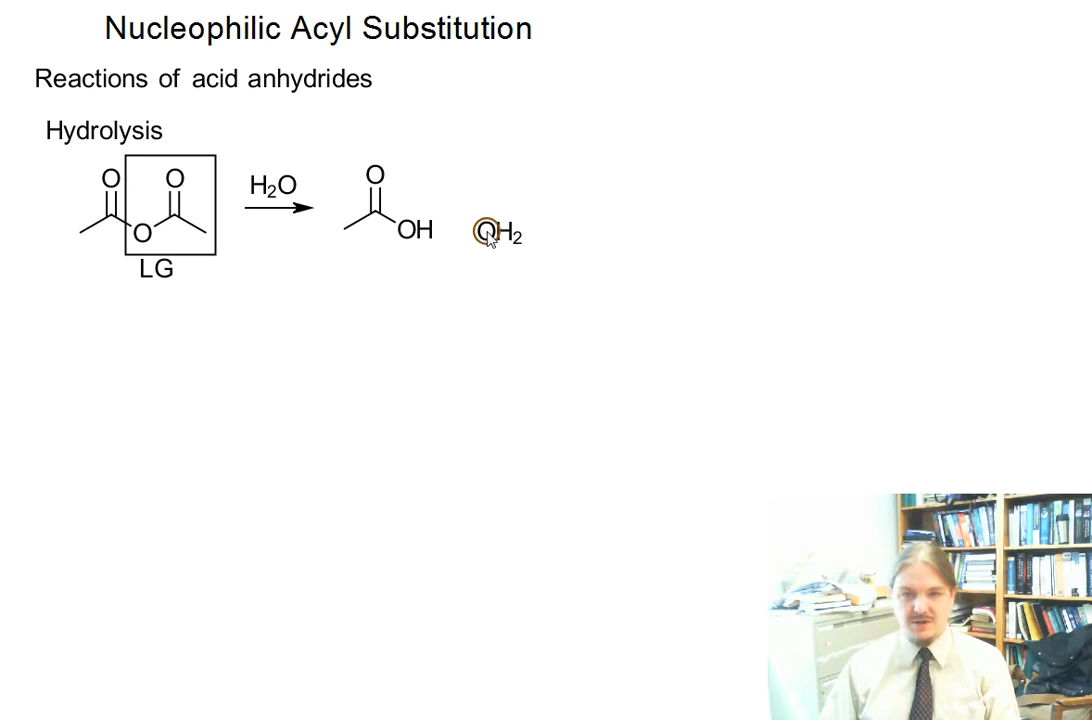 Nucleophilic Acyl Substitution
Reactions of acid anhydrides
Hydrolysis
O O H₂O O
O OH OH₂
LG